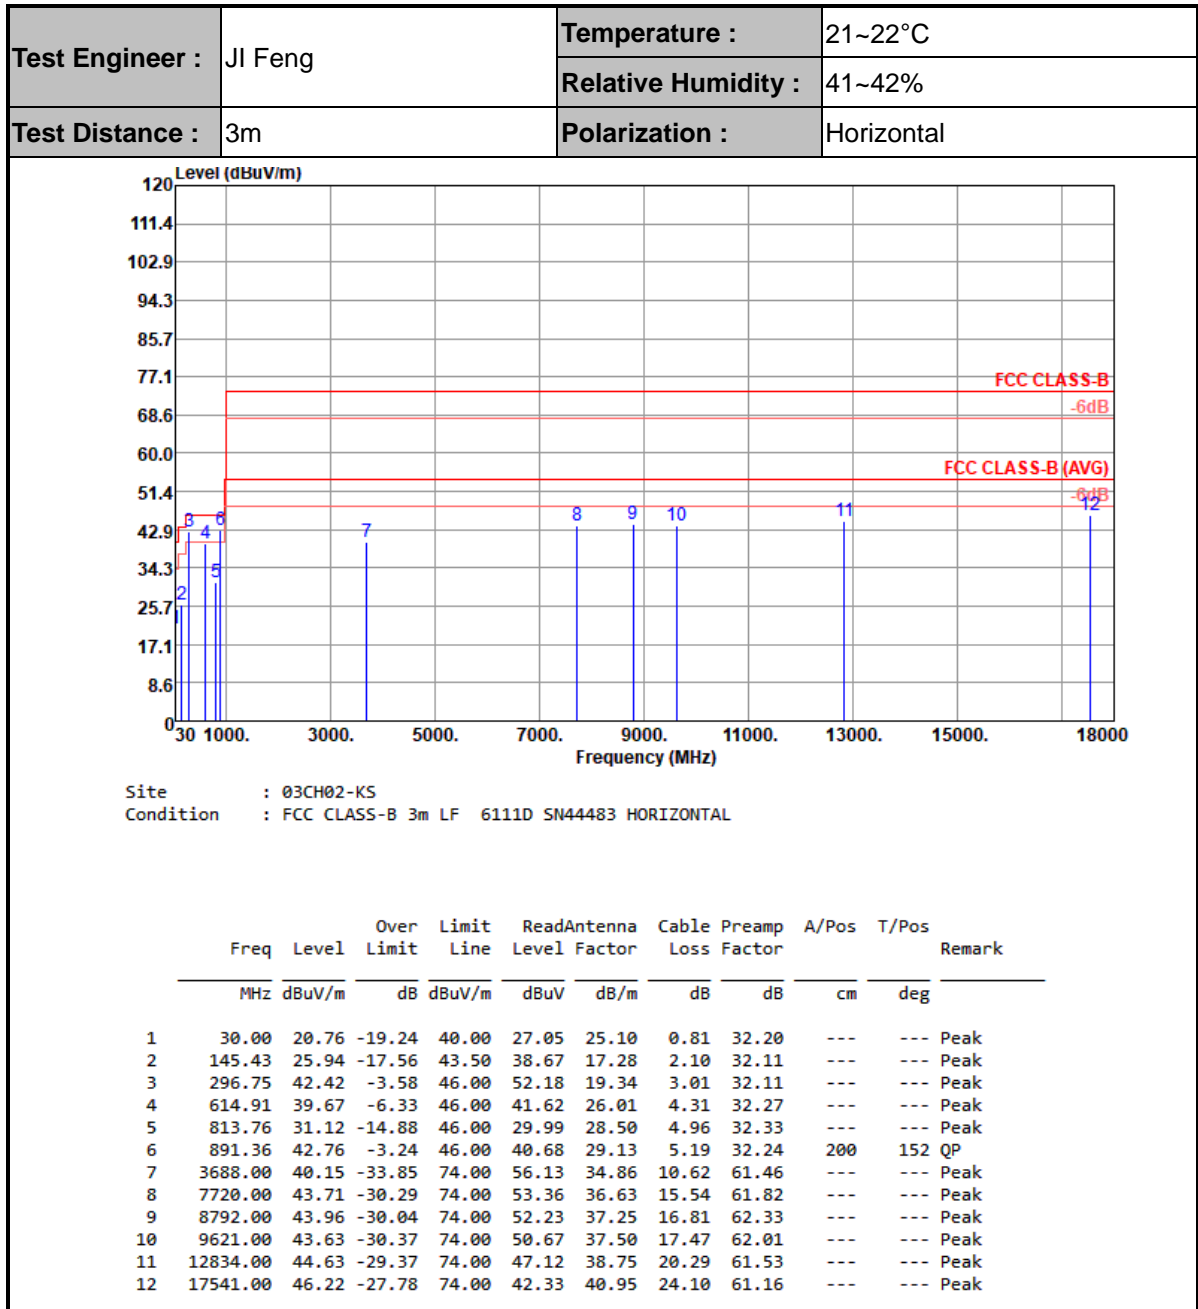 Test Engineer : JI Feng Temperature : 21~22°C
Relative Humidity : 41~42%
Test Distance : 3m Polarization : Horizontal
Level (dBuV/m)
120
111.4
102.9
94.3
85.7
77.1
FCC CLASS-B
68.6
-6dB
60.0
FCC CLASS-B (AVG)
51.4
-6dB
42.9
34.3
25.7
17.1
8.6
0
1 2 3 4 5 6 7 8 9 10 11 12
30 1000. 3000. 5000. 7000. 9000. 11000. 13000. 15000. 18000
Frequency (MHz)
Site : 03CH02-KS
Condition : FCC CLASS-B 3m LF 6111D SN44483 HORIZONTAL
Over Limit ReadAntenna Cable Preamp A/Pos T/Pos
Freq Level Limit Line Level Factor Loss Factor Remark
MHz dBuV/m dB dBuV/m dBuV dB/m dB dB cm deg
1 30.00 20.76 -19.24 40.00 27.05 25.10 0.81 32.20 --- --- Peak
2 145.43 25.94 -17.56 43.50 38.67 17.28 2.10 32.11 --- --- Peak
3 296.75 42.42 -3.58 46.00 52.18 19.34 3.01 32.11 --- --- Peak
4 614.91 39.67 -6.33 46.00 41.62 26.01 4.31 32.27 --- --- Peak
5 813.76 31.12 -14.88 46.00 29.99 28.50 4.96 32.33 --- --- Peak
6 891.36 42.76 -3.24 46.00 40.68 29.13 5.19 32.24 200 152 QP
7 3688.00 40.15 -33.85 74.00 56.13 34.86 10.62 61.46 --- --- Peak
8 7720.00 43.71 -30.29 74.00 53.36 36.63 15.54 61.82 --- --- Peak
9 8792.00 43.96 -30.04 74.00 52.23 37.25 16.81 62.33 --- --- Peak
10 9621.00 43.63 -30.37 74.00 50.67 37.50 17.47 62.01 --- --- Peak
11 12834.00 44.63 -29.37 74.00 47.12 38.75 20.29 61.53 --- --- Peak
12 17541.00 46.22 -27.78 74.00 42.33 40.95 24.10 61.16 --- --- Peak